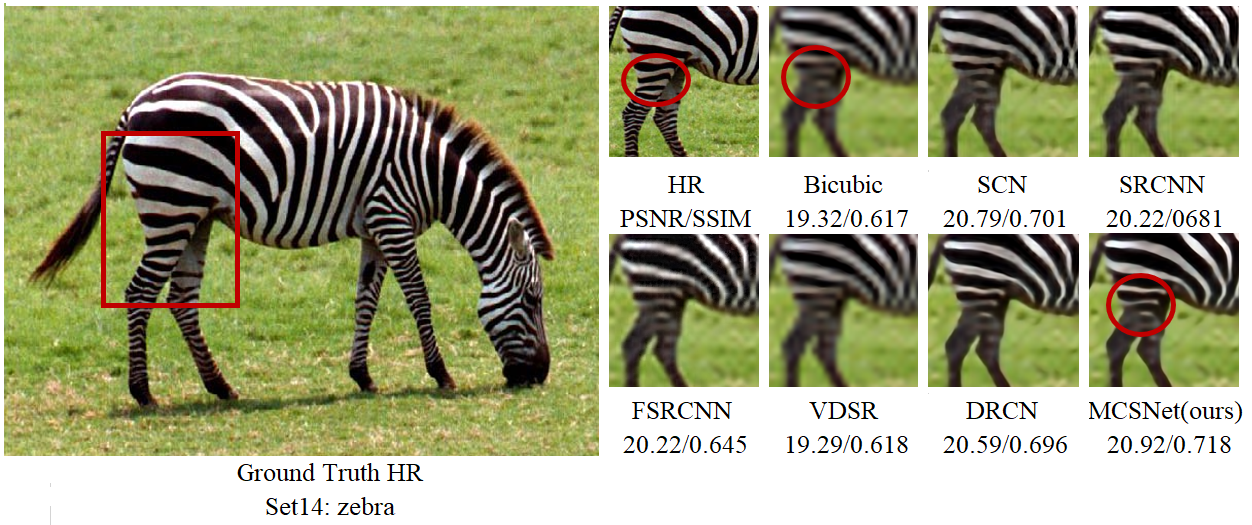 HR
PSNR/SSIM
Bicubic
19.32/0.617
SCN
20.79/0.701
SRCNN
20.22/0681
FSRCNN
20.22/0.645
VDSR
19.29/0.618
DRCN
20.59/0.696
MCSNet(ours)
20.92/0.718
Ground Truth HR
Set14: zebra